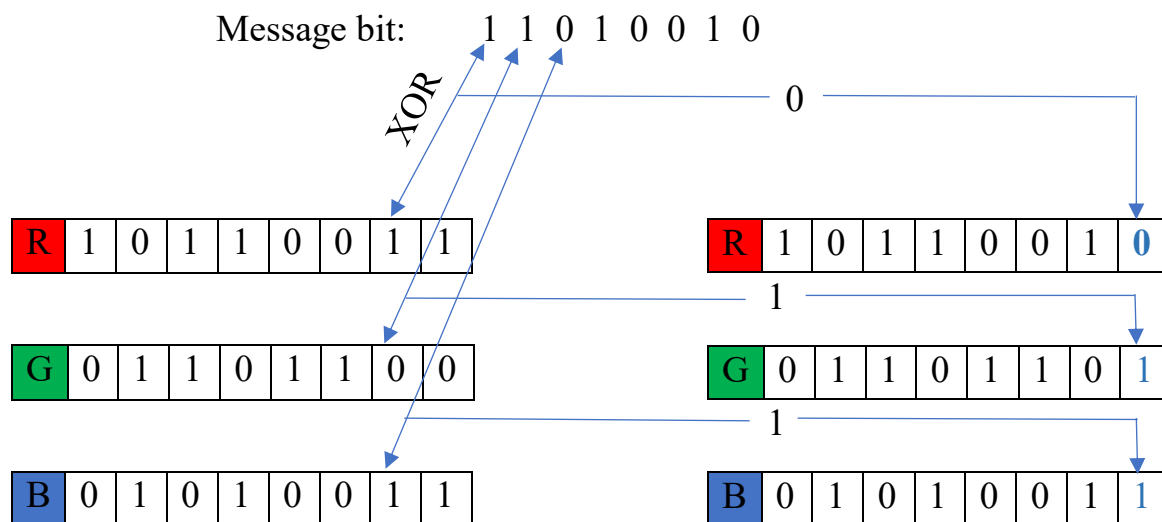 Message bit: 1 1 0 1 0 0 1 0
XOR
0
R 1 0 1 1 0 0 1 1
R 1 0 1 1 0 0 1 0
1
G 0 1 1 0 1 1 0 0
G 0 1 1 0 1 1 0 1
1
B 0 1 0 1 0 0 1 1
B 0 1 0 1 0 0 1 1